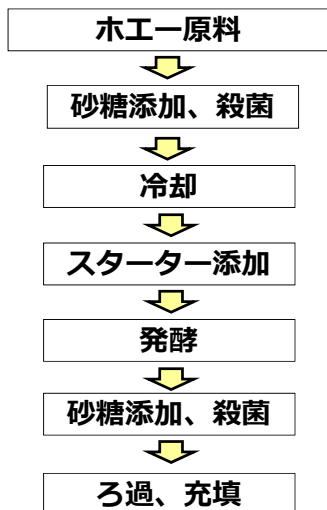 ホエー原料
砂糖添加、殺菌
冷却
スターター添加
発酵
砂糖添加、殺菌
ろ過、充填